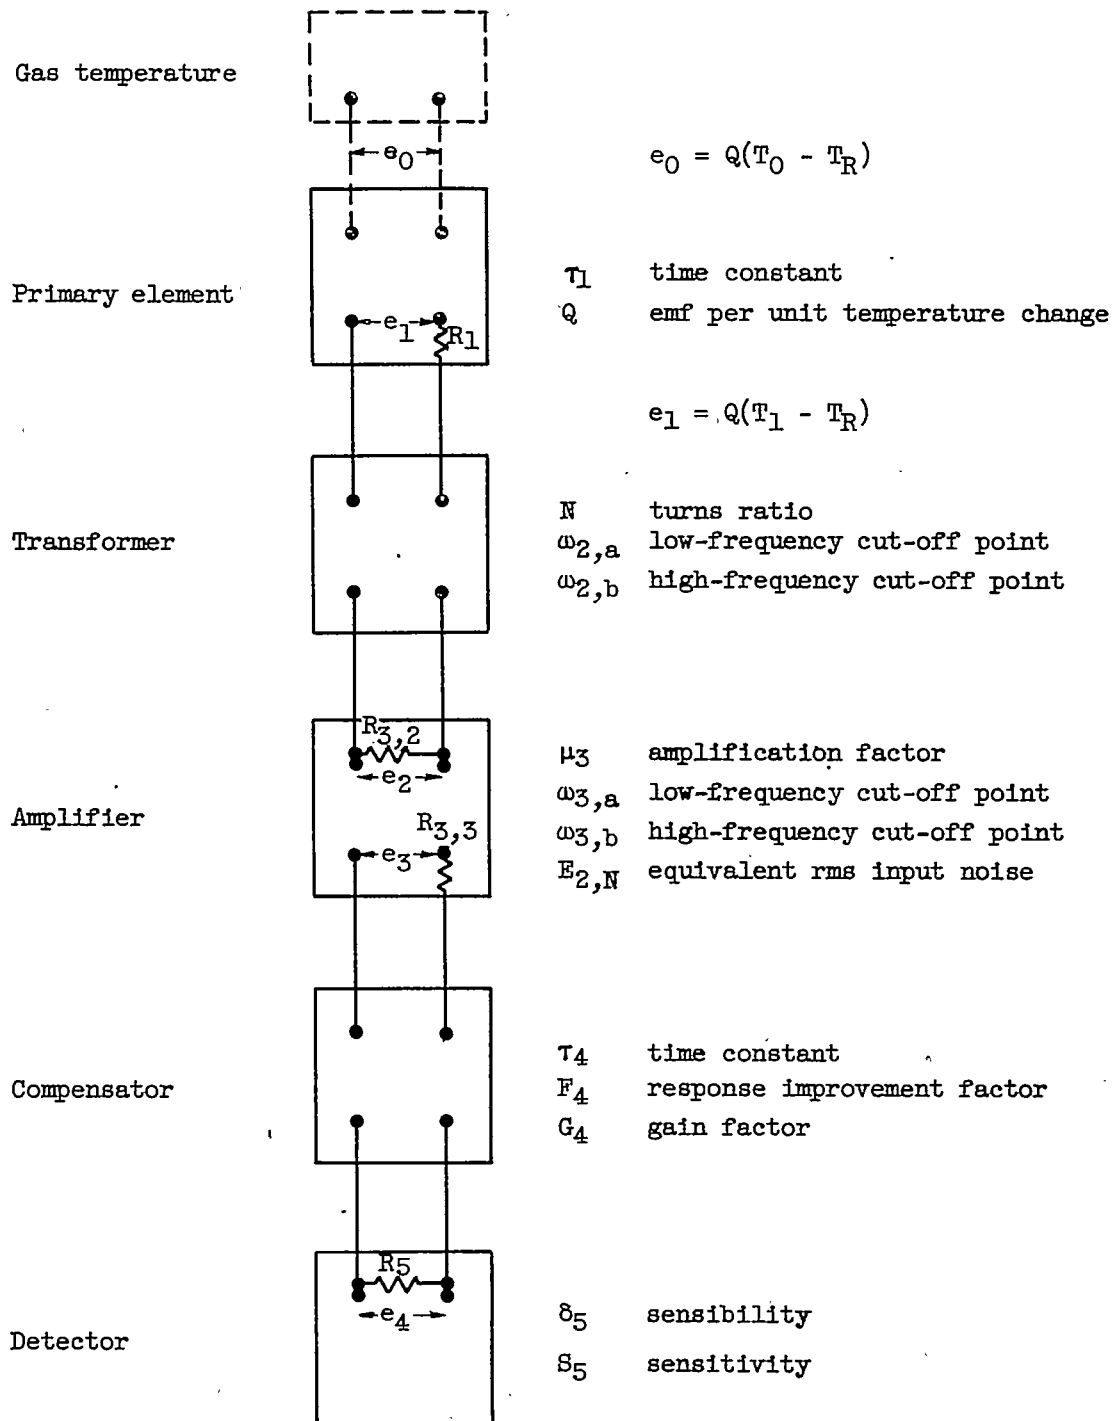 Gas temperature
e0
e0 = Q(T0 - TR)
Primary element
τ1 time constant
Q emf per unit temperature change
e1
R1
e1 = Q(T1 - TR)
Transformer
N turns ratio
ω2,a low-frequency cut-off point
ω2,b high-frequency cut-off point
R3,2
e2
Amplifier
R3,3
e3
μ3 amplification factor
ω3,a low-frequency cut-off point
ω3,b high-frequency cut-off point
E2,N equivalent rms input noise
Compensator
τ4 time constant
F4 response improvement factor
G4 gain factor
R5
e4
Detector
δ5 sensibility
S5 sensitivity